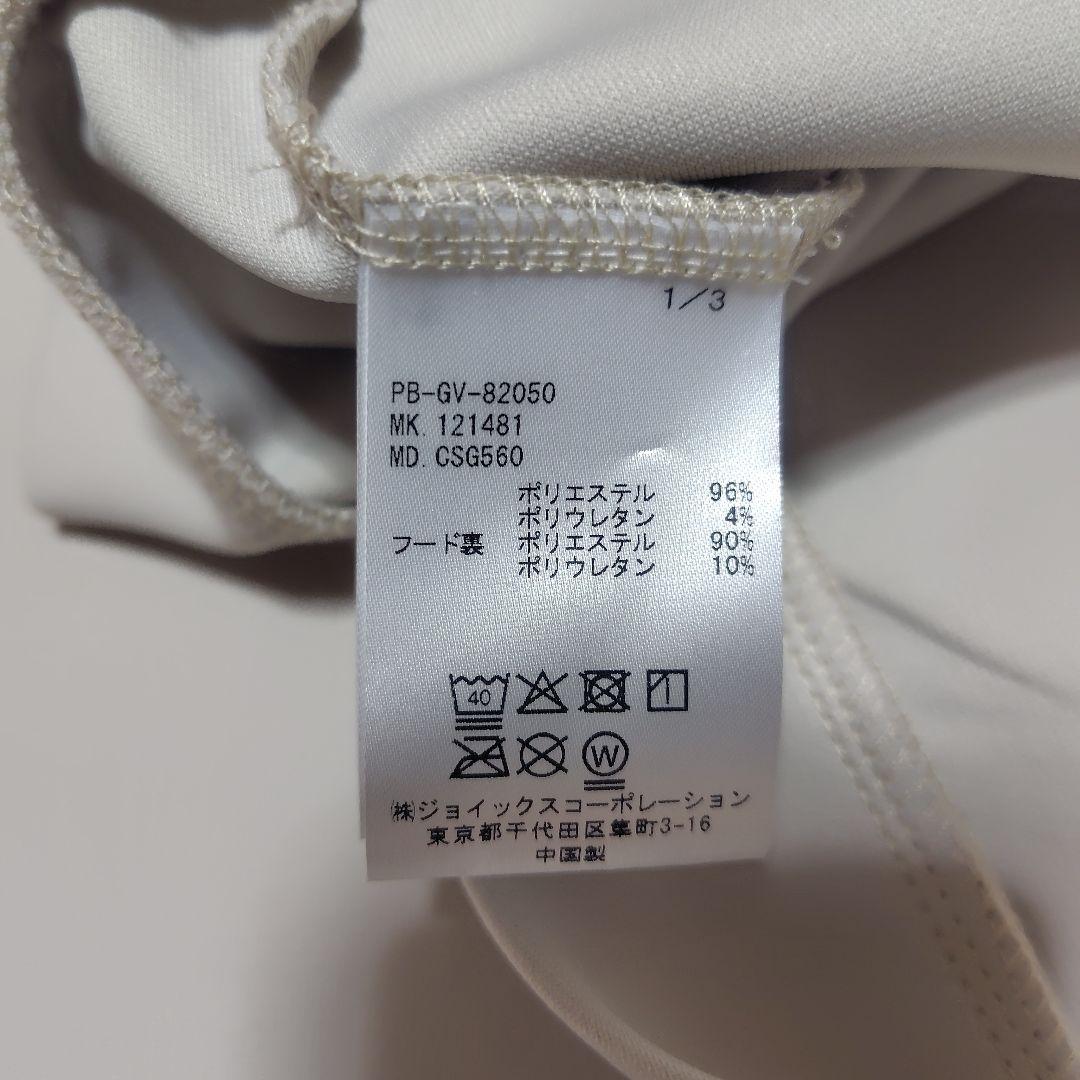 1/3
PB-GV-82050
MK. 121481
MD. CSG560
ポリエステル 96%
ポリウレタン 4%
フード裏 ポリエステル 90%
ポリウレタン 10%
40
W
㈱ジョイックスコーポレーション
東京都千代田区隼町3-16
中国製